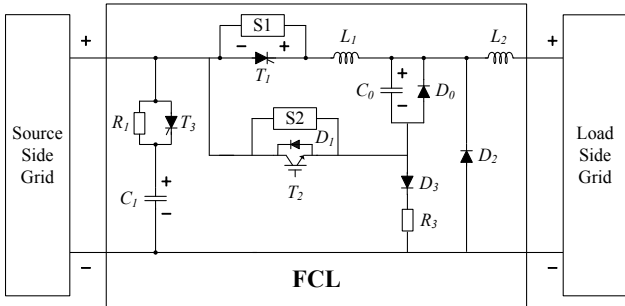 S1
L1
L2
+
− +
+
T1
+
C0
D0
−
R1
T3
S2
D1
Source
Side
Grid
Load
Side
Grid
D2
T2
D3
+
C1
−
R3
−
FCL
−